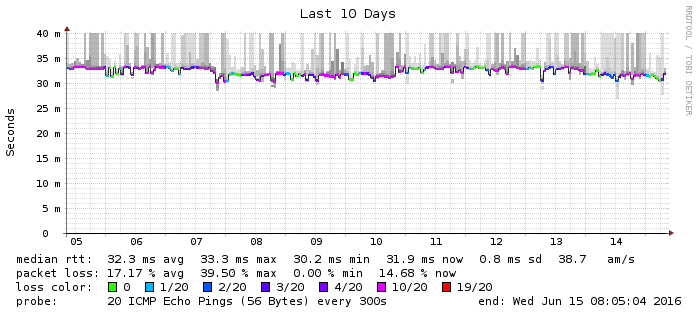 Last 10 Days
RRDTOOL / TOBI OETIKER
Seconds
40 m
35 m
30 m
25 m
20 m
15 m
10 m
5 m
0
05 06 07 08 09 10 11 12 13 14
median rtt: 32.3 ms avg 33.3 ms max 30.2 ms min 31.9 ms now 0.8 ms sd 38.7 am/s
packet loss: 17.17 % avg 39.50 % max 0.00 % min 14.68 % now
loss color: 0 1/20 2/20 3/20 4/20 10/20 19/20
probe: 20 ICMP Echo Pings (56 Bytes) every 300s end: Wed Jun 15 08:05:04 2016